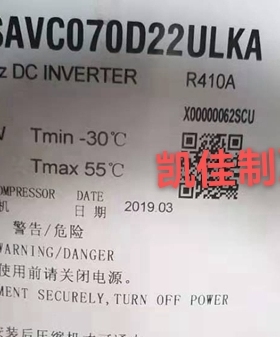 SAVC070D22ULKA
z DC INVERTER R410A
X00000062SCU
W Tmin -30℃
Tmax 55℃
凯佳制
COMPRESSOR DATE
机 日 期 2019.03
警告/危险
WARNING/DANGER
使用前请关闭电源。
MENT SECURELY, TURN OFF POWER